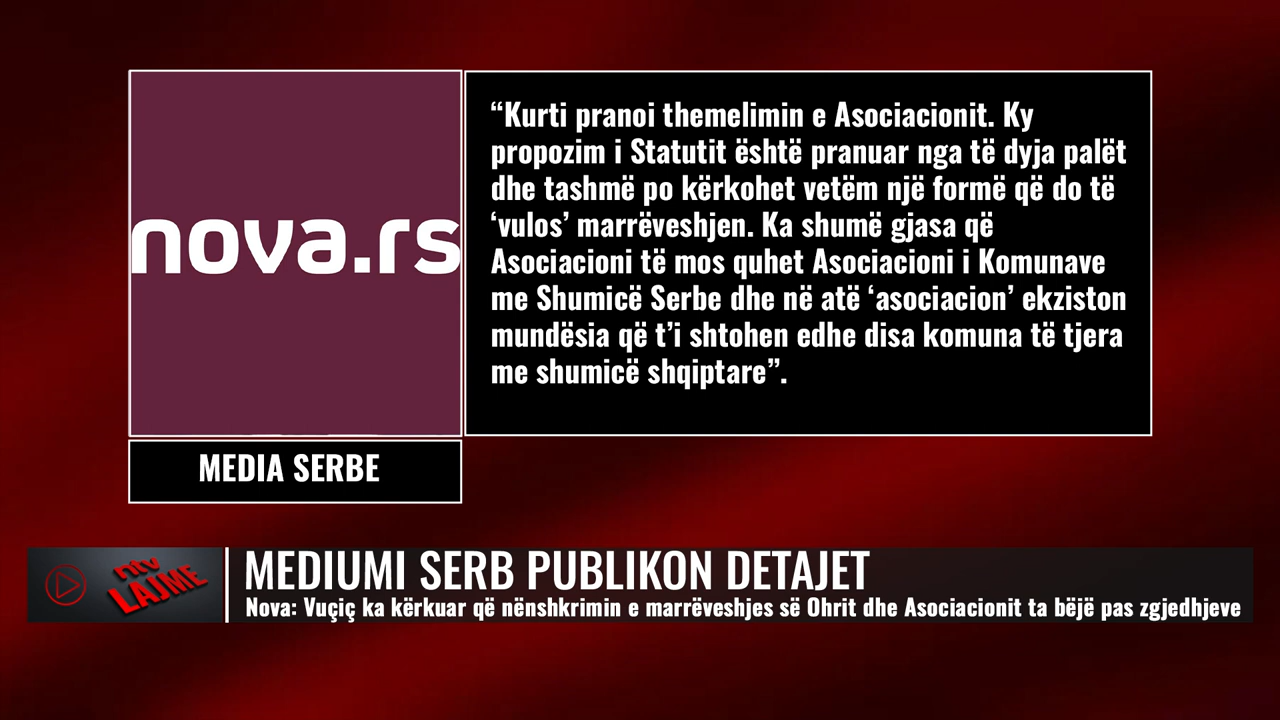 nova.rs
“Kurti pranoi themelimin e Asociacionit. Ky
propozim i Statutit është pranuar nga të dyja palët
dhe tashmë po kërkohet vetëm një formë që do të
‘vulos’ marrëveshjen. Ka shumë gjasa që
Asociacioni të mos quhet Asociacioni i Komunave
me Shumicë Serbe dhe në atë ‘asociacion’ ekziston
mundësia që t’i shtohen edhe disa komuna të tjera
me shumicë shqiptare”.
MEDIA SERBE
ntv
LAJME
MEDIUMI SERB PUBLIKON DETAJET
Nova: Vuçiç ka kërkuar që nënshkrimin e marrëveshjes së Ohrit dhe Asociacionit ta bëjë pas zgjedhjeve